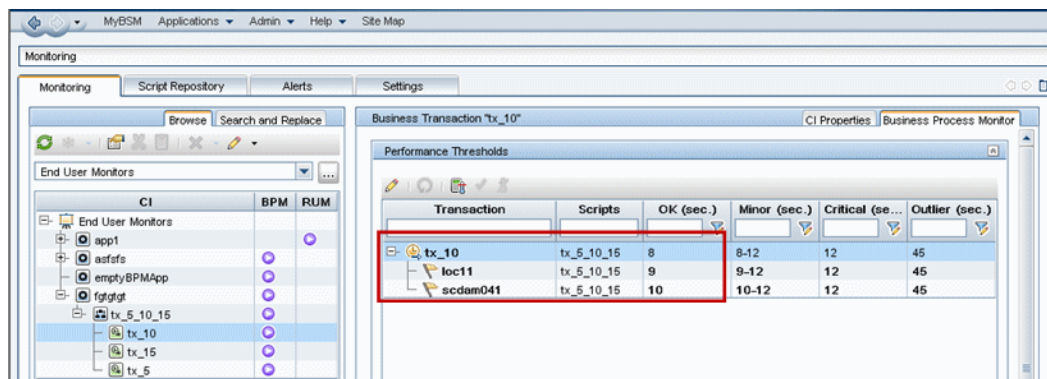 MyBSM Applications Admin Help Site Map
Monitoring
Monitoring Script Repository Alerts Settings
Browse Search and Replace
End User Monitors ...
CI BPM RUM
End User Monitors
app1
asfsfs
emptyBPMApp
fgtgtgt
tx_5_10_15
tx_10
tx_15
tx_5
Business Transaction "tx_10" CI Properties Business Process Monitor
Performance Thresholds
Transaction Scripts OK (sec.) Minor (sec.) Critical (se... Outlier (sec.)
tx_10 tx_5_10_15 8 8-12 12 45
loc11 tx_5_10_15 9 9-12 12 45
scdam041 tx_5_10_15 10 10-12 12 45